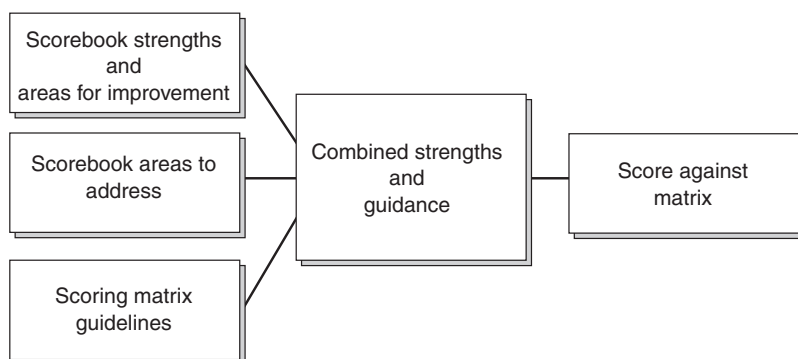 Scorebook strengths
and
areas for improvement
Scorebook areas to
address
Scoring matrix
guidelines
Combined strengths
and
guidance
Score against
matrix